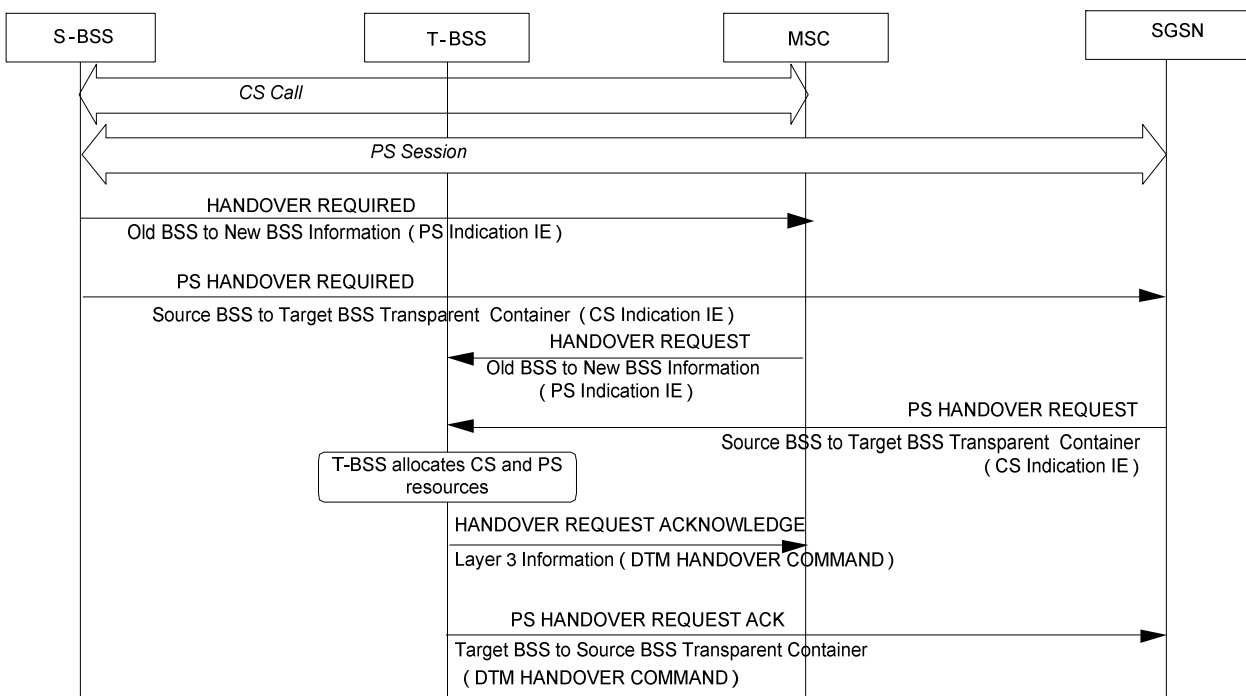 S-BSS
T-BSS
MSC
SGSN
CS Call
PS Session
HANDOVER REQUIRED
Old BSS to New BSS Information ( PS Indication IE )
PS HANDOVER REQUIRED
Source BSS to Target BSS Transparent Container ( CS Indication IE )
HANDOVER REQUEST
Old BSS to New BSS Information
( PS Indication IE )
PS HANDOVER REQUEST
Source BSS to Target BSS Transparent Container
( CS Indication IE )
T-BSS allocates CS and PS
resources
HANDOVER REQUEST ACKNOWLEDGE
Layer 3 Information ( DTM HANDOVER COMMAND )
PS HANDOVER REQUEST ACK
Target BSS to Source BSS Transparent Container
( DTM HANDOVER COMMAND )